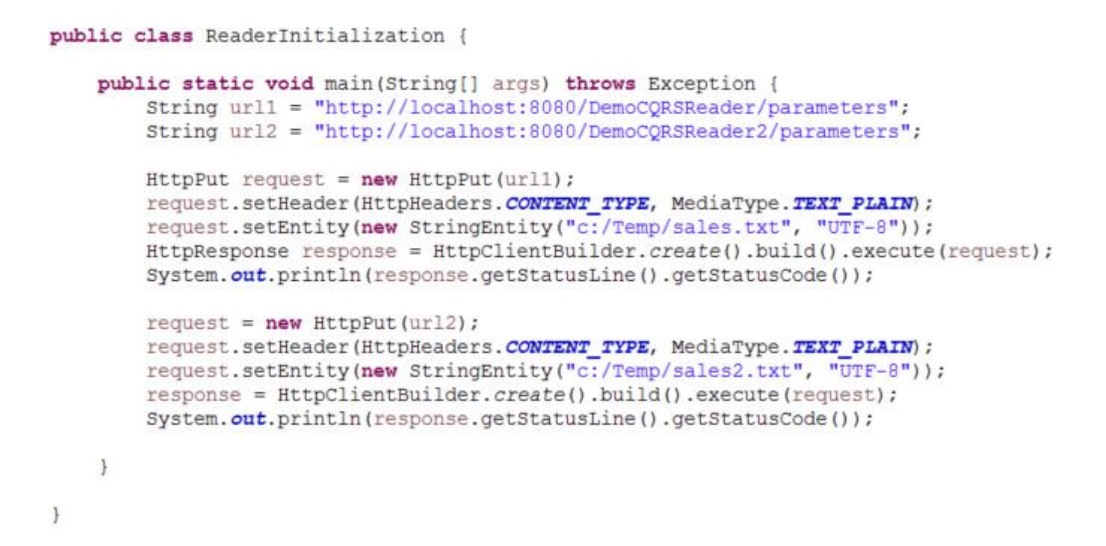 public class ReaderInitialization {
public static void main(String[] args) throws Exception {
String url1 = "http://localhost:8080/DemoCQRSReader/parameters";
String url2 = "http://localhost:8080/DemoCQRSReader2/parameters";
HttpPut request = new HttpPut(url1);
request.setHeader(HttpHeaders.CONTENT_TYPE, MediaType.TEXT_PLAIN);
request.setEntity(new StringEntity("c:/Temp/sales.txt", "UTF-8"));
HttpResponse response = HttpClientBuilder.create().build().execute(request);
System.out.println(response.getStatusLine().getStatusCode());
request = new HttpPut(url2);
request.setHeader(HttpHeaders.CONTENT_TYPE, MediaType.TEXT_PLAIN);
request.setEntity(new StringEntity("c:/Temp/sales2.txt", "UTF-8"));
response = HttpClientBuilder.create().build().execute(request);
System.out.println(response.getStatusLine().getStatusCode());
}
}